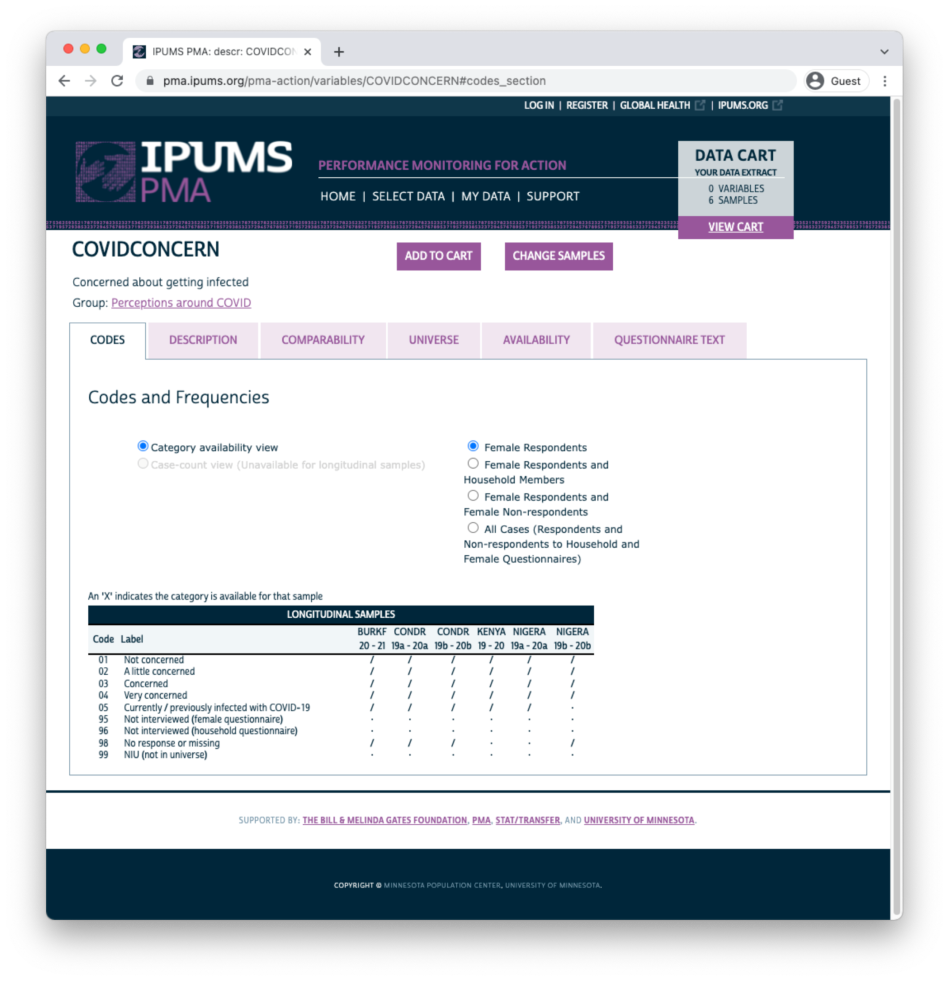 IPUMS PMA: descr: COVIDCON
pma.ipums.org/pma-action/variables/COVIDCONCERN#codes_section
Guest
LOG IN | REGISTER | GLOBAL HEALTH | IPUMS.ORG
IPUMS
PMA
PERFORMANCE MONITORING FOR ACTION
HOME | SELECT DATA | MY DATA | SUPPORT
DATA CART
YOUR DATA EXTRACT
0 VARIABLES
6 SAMPLES
VIEW CART
COVIDCONCERN
ADD TO CART
CHANGE SAMPLES
Concerned about getting infected
Group: Perceptions around COVID
CODES DESCRIPTION COMPARABILITY UNIVERSE AVAILABILITY QUESTIONNAIRE TEXT
Codes and Frequencies
Category availability view
Case-count view (Unavailable for longitudinal samples)
Female Respondents
Female Respondents and
Household Members
Female Respondents and
Female Non-respondents
All Cases (Respondents and
Non-respondents to Household and
Female Questionnaires)
An 'X' indicates the category is available for that sample
LONGITUDINAL SAMPLES
Code Label BURKF 20 - 21 CONDR 19a - 20a CONDR 19b - 20b KENYA 19 - 20 NIGERA 19a - 20a NIGERA 19b - 20b
01 Not concerned / / / / / /
02 A little concerned / / / / / /
03 Concerned / / / / / /
04 Very concerned / / / / / /
05 Currently / previously infected with COVID-19 / / / / / ·
95 Not interviewed (female questionnaire) · · · · · ·
96 Not interviewed (household questionnaire) · · · · · ·
98 No response or missing / / / · · /
99 NIU (not in universe) · · · · · ·
SUPPORTED BY: THE BILL & MELINDA GATES FOUNDATION, PMA, STAT/TRANSFER, AND UNIVERSITY OF MINNESOTA.
COPYRIGHT © MINNESOTA POPULATION CENTER, UNIVERSITY OF MINNESOTA.